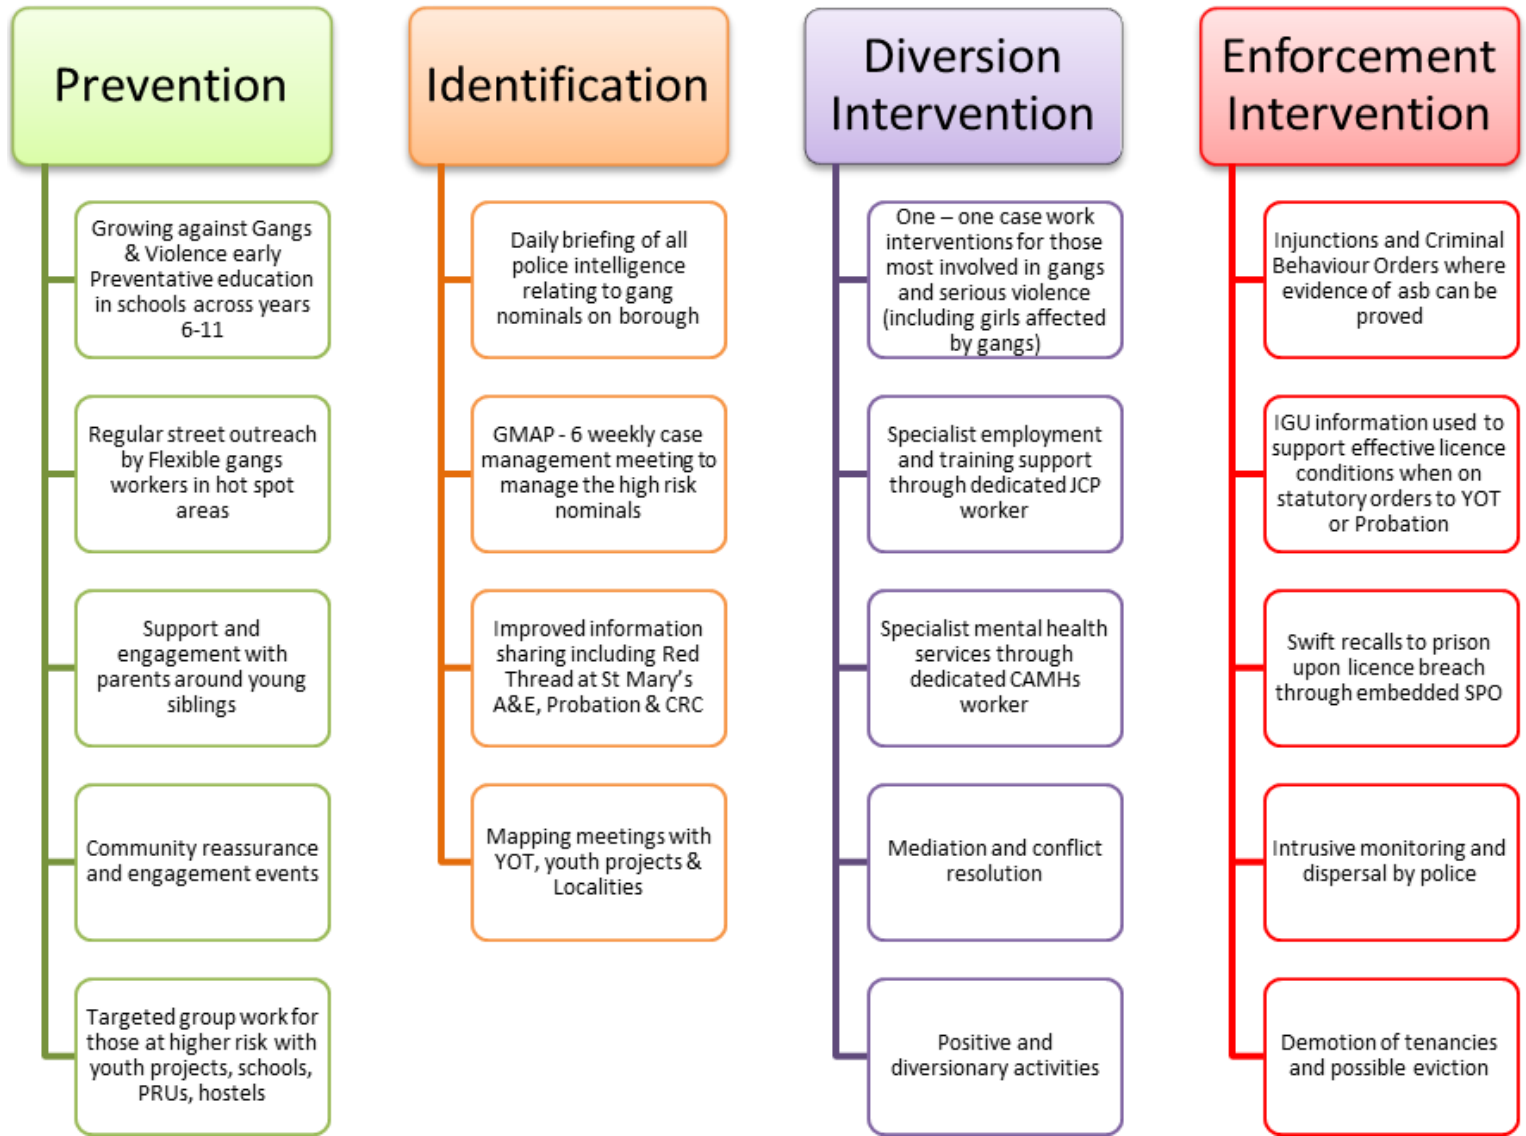 Prevention
Growing against Gangs
& Violence early
Preventative education
in schools across years
6-11
Regular street outreach
by Flexible gangs
workers in hot spot
areas
Support and
engagement with
parents around young
siblings
Community reassurance
and engagement events
Targeted group work for
those at higher risk with
youth projects, schools,
PRUs, hostels
Identification
Daily briefing of all
police intelligence
relating to gang
nominals on borough
GMAP - 6 weekly case
management meeting to
manage the high risk
nominals
Improved information
sharing including Red
Thread at St Mary's
A&E, Probation & CRC
Mapping meetings with
YOT, youth projects &
Localities
Diversion
Intervention
One – one case work
interventions for those
most involved in gangs
and serious violence
(including girls affected
by gangs)
Specialist employment
and training support
through dedicated JCP
worker
Specialist mental health
services through
dedicated CAMHs
worker
Mediation and conflict
resolution
Positive and
diversionary activities
Enforcement
Intervention
Injunctions and Criminal
Behaviour Orders where
evidence of asb can be
proved
IGU information used to
support effective licence
conditions when on
statutory orders to YOT
or Probation
Swift recalls to prison
upon licence breach
through embedded SPO
Intrusive monitoring and
dispersal by police
Demotion of tenancies
and possible eviction